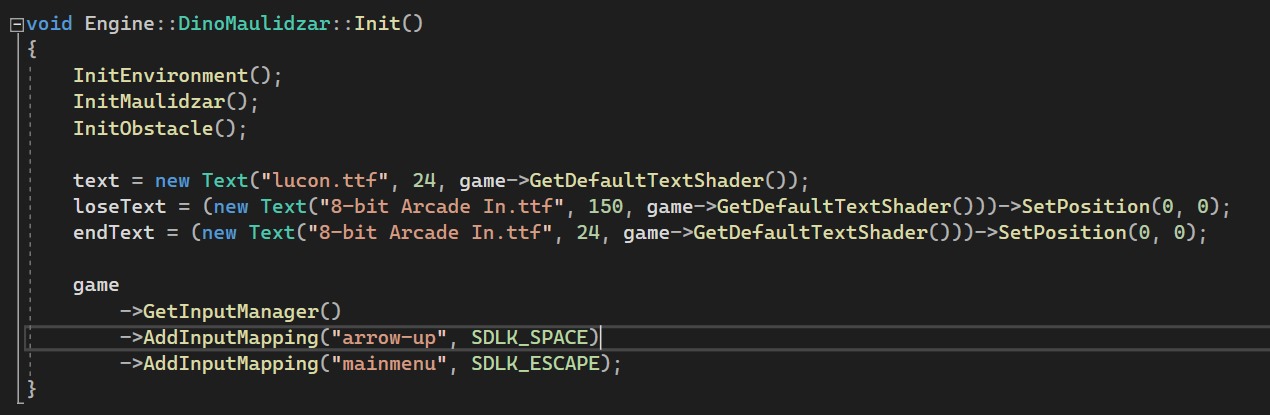 void Engine::DinoMaulidzar::Init()
{
    InitEnvironment();
    InitMaulidzar();
    InitObstacle();

    text = new Text("lucon.ttf", 24, game->GetDefaultTextShader());
    loseText = (new Text("8-bit Arcade In.ttf", 150, game->GetDefaultTextShader()))->SetPosition(0, 0);
    endText = (new Text("8-bit Arcade In.ttf", 24, game->GetDefaultTextShader()))->SetPosition(0, 0);

    game
        ->GetInputManager()
        ->AddInputMapping("arrow-up", SDLK_SPACE)
        ->AddInputMapping("mainmenu", SDLK_ESCAPE);
}